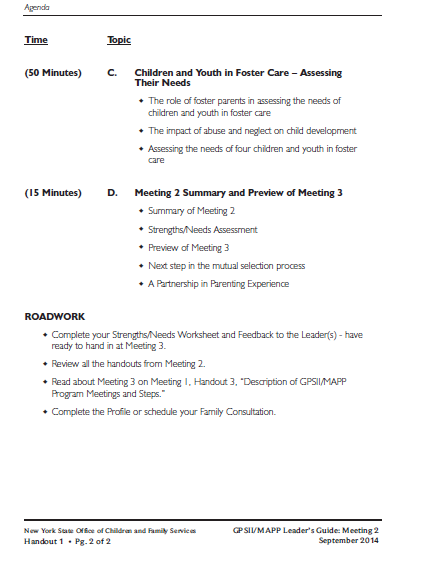 Agenda
Time Topic
(50 Minutes) C. Children and Youth in Foster Care – Assessing
Their Needs
• The role of foster parents in assessing the needs of
children and youth in foster care
• The impact of abuse and neglect on child development
• Assessing the needs of four children and youth in foster
care
(15 Minutes) D. Meeting 2 Summary and Preview of Meeting 3
• Summary of Meeting 2
• Strengths/Needs Assessment
• Preview of Meeting 3
• Next step in the mutual selection process
• A Partnership in Parenting Experience
ROADWORK
• Complete your Strengths/Needs Worksheet and Feedback to the Leader(s) - have
ready to hand in at Meeting 3.
• Review all the handouts from Meeting 2.
• Read about Meeting 3 on Meeting 1, Handout 3, "Description of GPSII/MAPP
Program Meetings and Steps."
• Complete the Profile or schedule your Family Consultation.
New York State Office of Children and Family Services GPSII/MAPP Leader's Guide: Meeting 2
Handout 1 • Pg. 2 of 2 September 2014